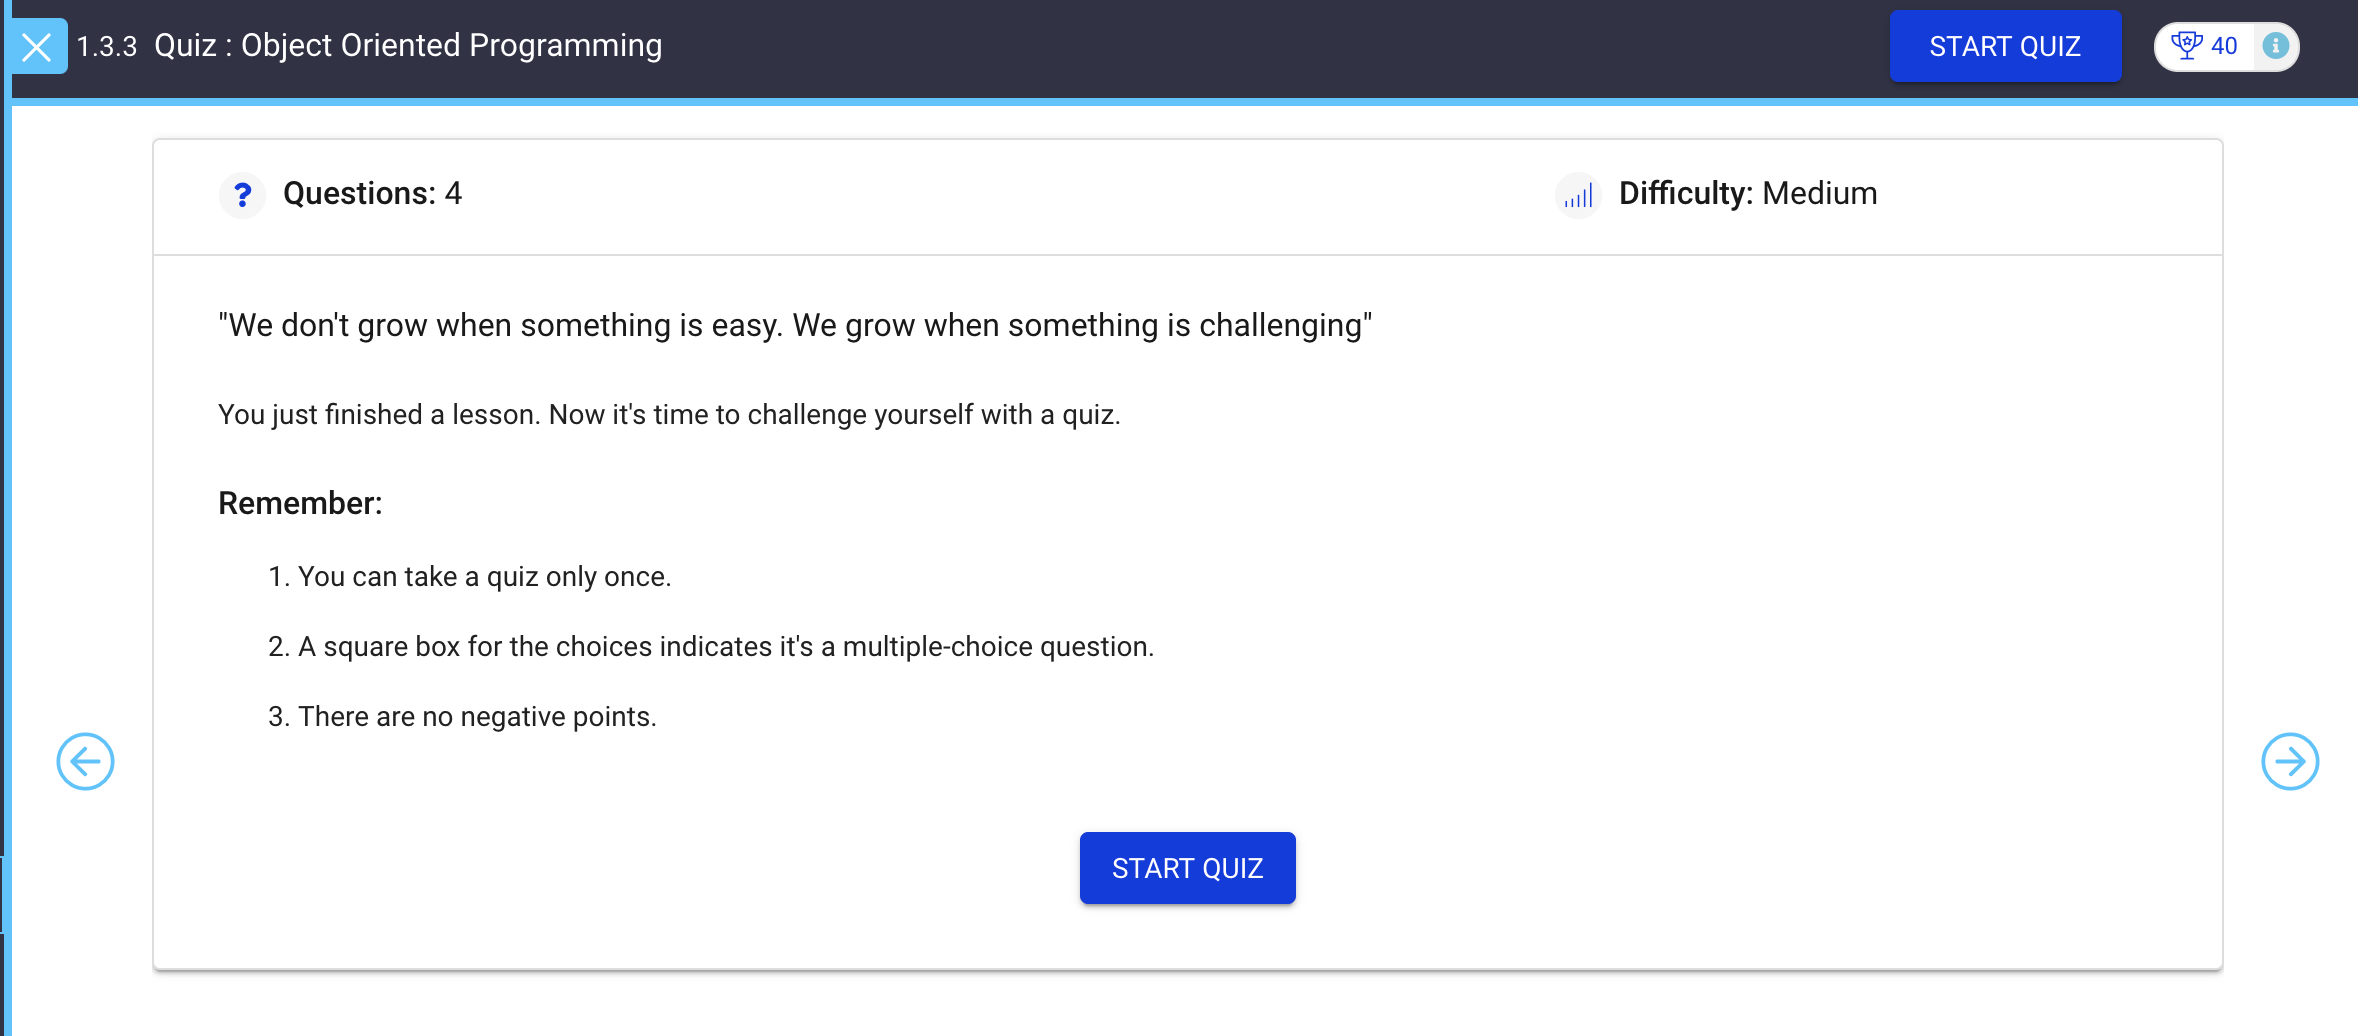 1.3.3 Quiz : Object Oriented Programming
START QUIZ
40
Questions: 4
Difficulty: Medium
"We don't grow when something is easy. We grow when something is challenging"
You just finished a lesson. Now it's time to challenge yourself with a quiz.
Remember:
1. You can take a quiz only once.
2. A square box for the choices indicates it's a multiple-choice question.
3. There are no negative points.
START QUIZ